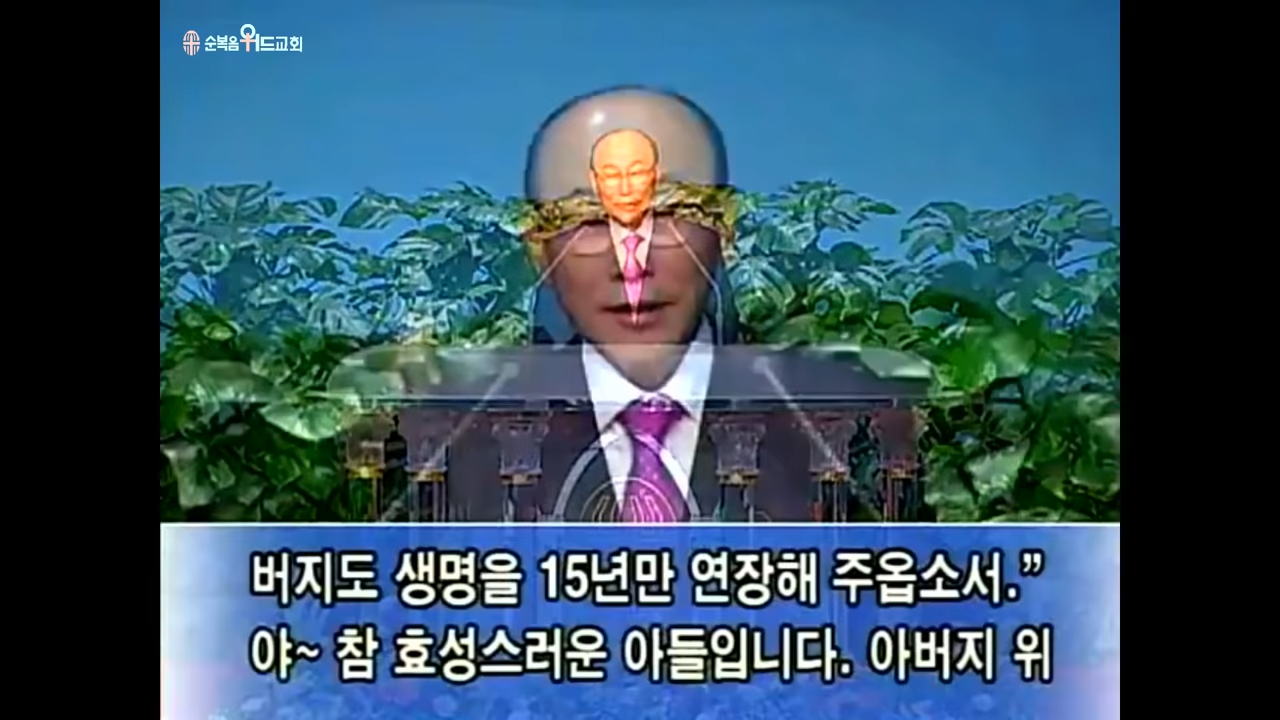 순복음위드교회
버지도 생명을 15년만 연장해 주옵소서.”
야~ 참 효성스러운 아들입니다. 아버지 위